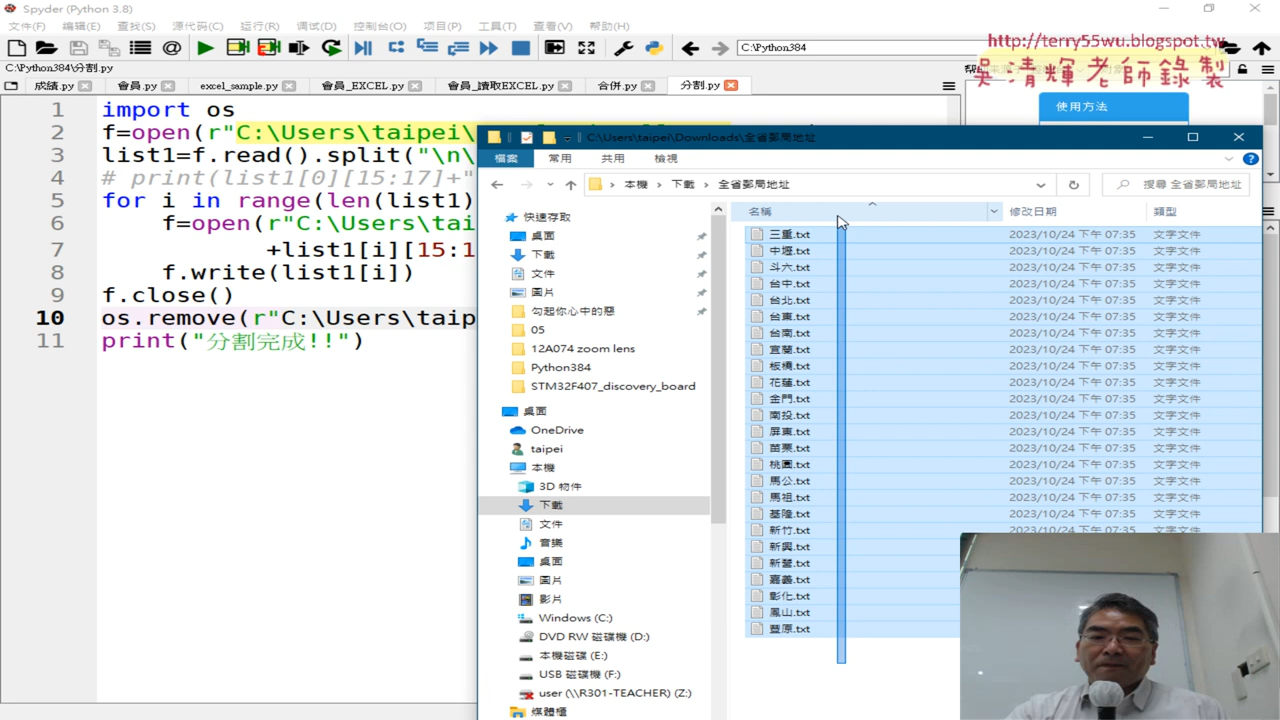 Spyder (Python 3.8)
文件(F) 编辑(E) 查找(S) 源代码(C) 运行(R) 调试(D) 控制台(O) 项目(P) 工具(T) 查看(V) 帮助(H)
C:\Python384
http://terry55wu.blogspot.tw
吳清輝老師錄製
C:\Python384\分割.py
成績.py 會員.py excel_sample.py 會員_EXCEL.py 會員_讀取EXCEL.py 合併.py 分割.py
使用方法
1 import os
2 f=open(r"C:\Users\taipei\
3 list1=f.read().split("\n\
4 # print(list1[0][15:17]+"
5 for i in range(len(list1)
6 f=open(r"C:\Users\tai
7 +list1[i][15:1
8 f.write(list1[i])
9 f.close()
10 os.remove(r"C:\Users\taip
11 print("分割完成!!")
C:\Users\taipei\Downloads\全省郵局地址
檔案 常用 共用 檢視
本機 下載 全省郵局地址
搜尋 全省郵局地址
名稱 修改日期 類型
快速存取
桌面
下載
文件
圖片
勾起你心中的惡
05
12A074 zoom lens
Python384
STM32F407_discovery_board
桌面
OneDrive
taipei
本機
3D 物件
下載
文件
音樂
桌面
圖片
影片
Windows (C:)
DVD RW 磁碟機 (D:)
本機磁碟 (E:)
USB 磁碟機 (F:)
user (\\R301-TEACHER) (Z:)
媒體櫃
三重.txt 2023/10/24 下午 07:35 文字文件
中壢.txt 2023/10/24 下午 07:35 文字文件
斗六.txt 2023/10/24 下午 07:35 文字文件
台中.txt 2023/10/24 下午 07:35 文字文件
台北.txt 2023/10/24 下午 07:35 文字文件
台東.txt 2023/10/24 下午 07:35 文字文件
台南.txt 2023/10/24 下午 07:35 文字文件
宜蘭.txt 2023/10/24 下午 07:35 文字文件
板橋.txt 2023/10/24 下午 07:35 文字文件
花蓮.txt 2023/10/24 下午 07:35 文字文件
金門.txt 2023/10/24 下午 07:35 文字文件
南投.txt 2023/10/24 下午 07:35 文字文件
屏東.txt 2023/10/24 下午 07:35 文字文件
苗栗.txt 2023/10/24 下午 07:35 文字文件
桃園.txt 2023/10/24 下午 07:35 文字文件
馬公.txt 2023/10/24 下午 07:35 文字文件
馬祖.txt 2023/10/24 下午 07:35 文字文件
基隆.txt 2023/10/24 下午 07:35 文字文件
新竹.txt 2023/10/24 下午 07:35 文字文件
新興.txt
新營.txt
嘉義.txt
彰化.txt
鳳山.txt
豐原.txt